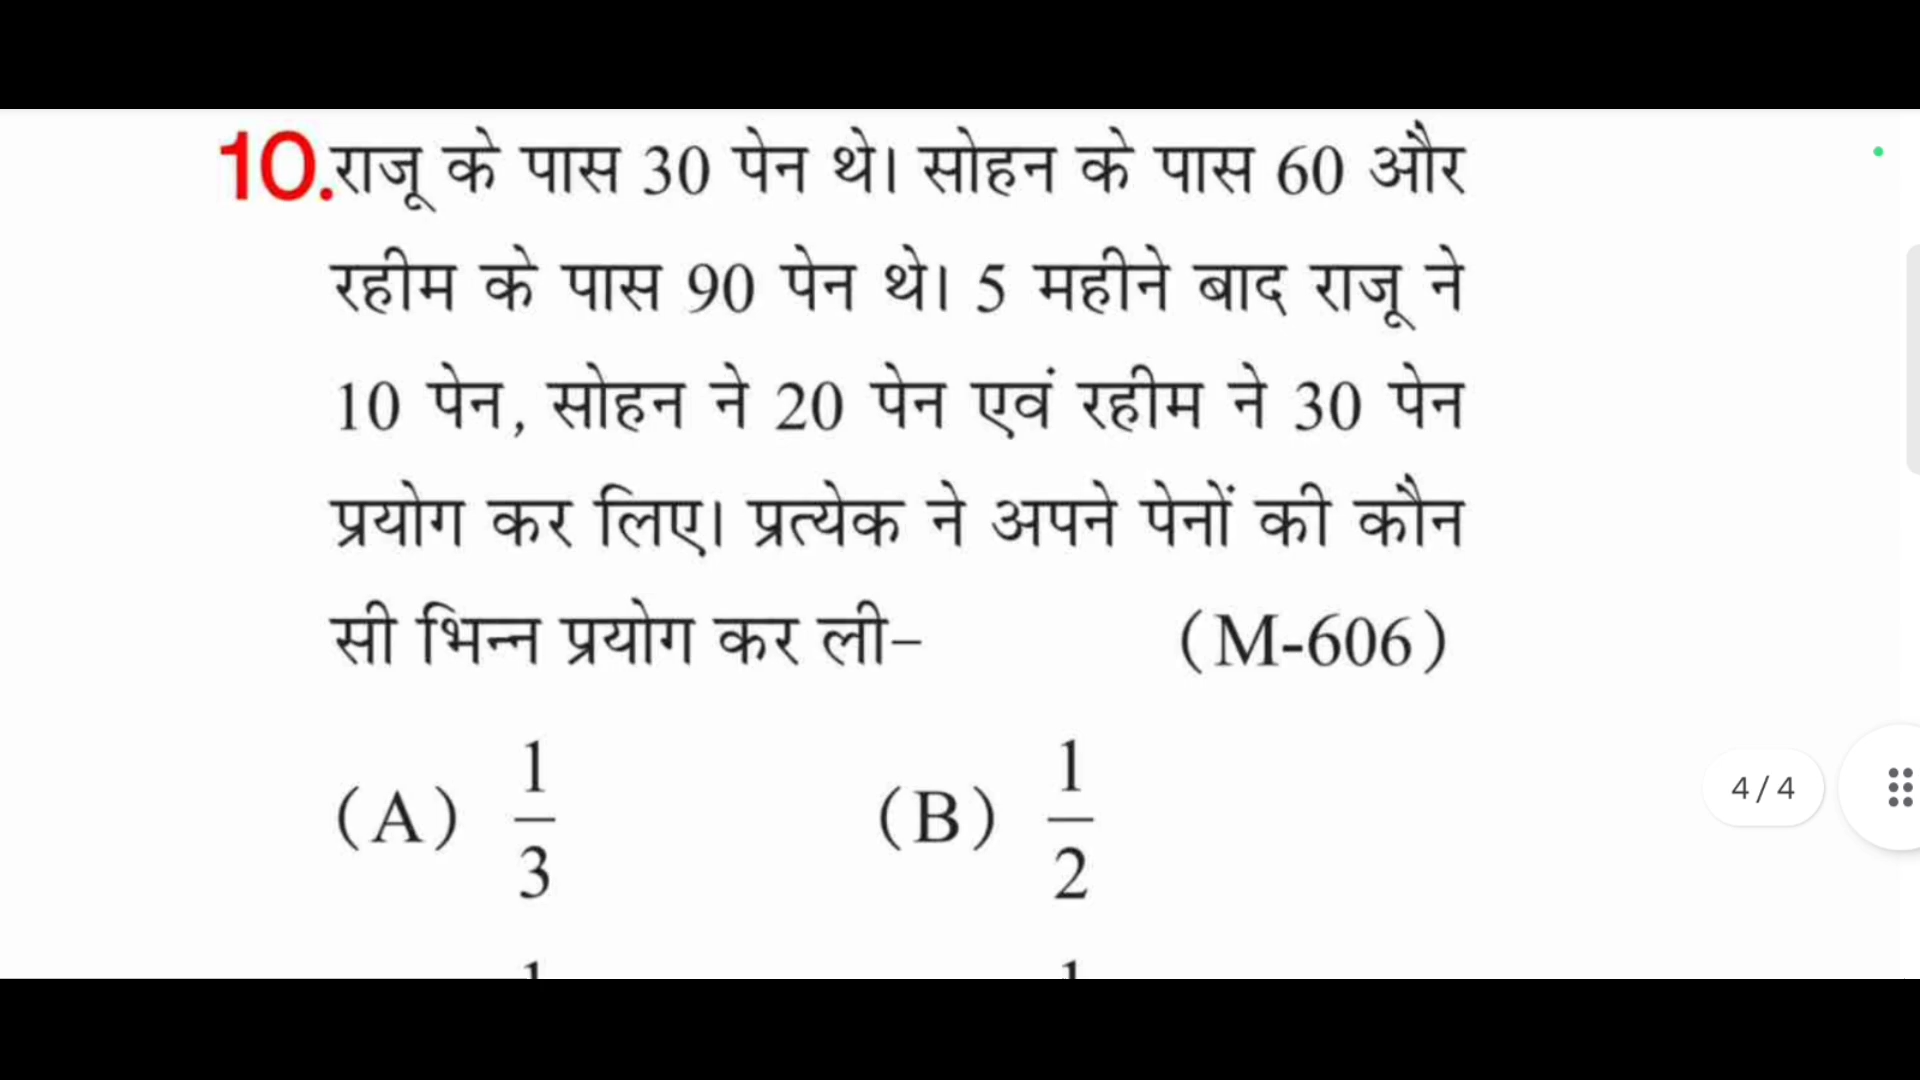 10. राजू के पास 30 पेन थे। सोहन के पास 60 और
रहीम के पास 90 पेन थे। 5 महीने बाद राजू ने
10 पेन, सोहन ने 20 पेन एवं रहीम ने 30 पेन
प्रयोग कर लिए। प्रत्येक ने अपने पेनों की कौन
सी भिन्न प्रयोग कर ली– (M-606)
(A) 1/3 (B) 1/2
4/4